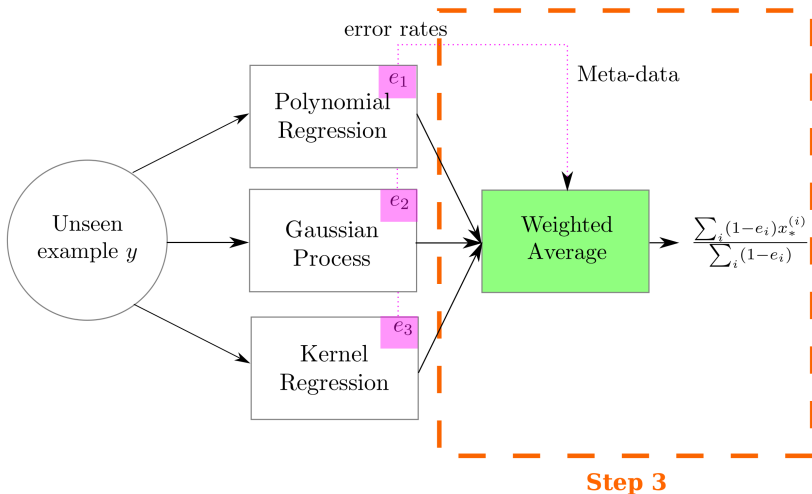 error rates
Meta-data
e₁
Polynomial
Regression
Unseen
example y
e₂
Gaussian
Process
Weighted
Average
∑ᵢ(1−eᵢ)x₎*⁽ⁱ⁾
∑ᵢ(1−eᵢ)
e₃
Kernel
Regression
Step 3